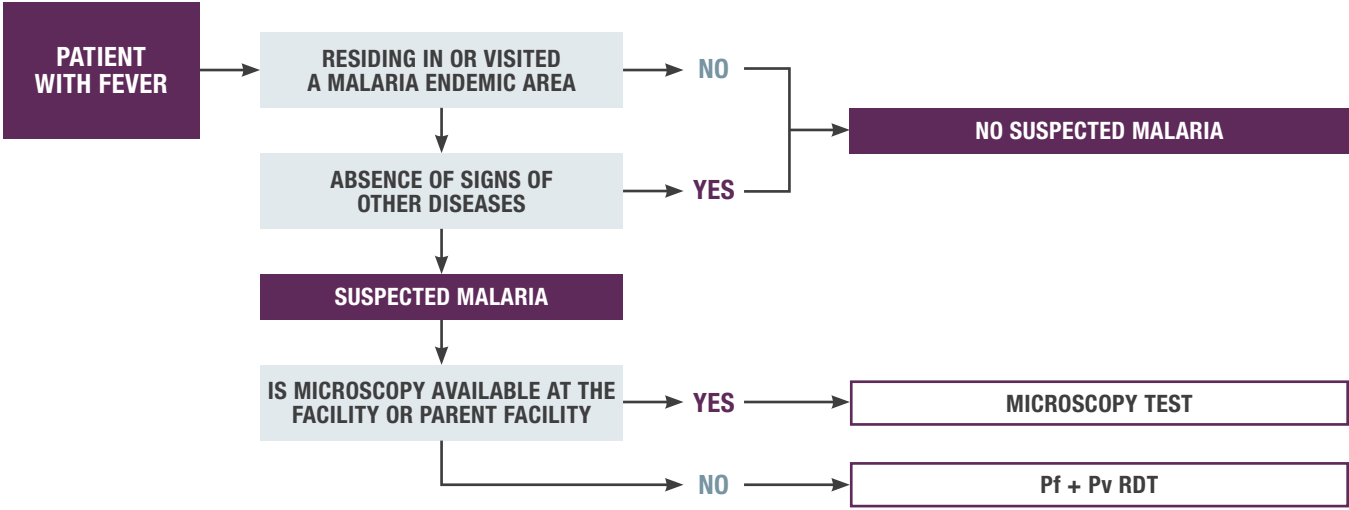 PATIENT
WITH FEVER
RESIDING IN OR VISITED
A MALARIA ENDEMIC AREA
NO
NO SUSPECTED MALARIA
ABSENCE OF SIGNS OF
OTHER DISEASES
YES
SUSPECTED MALARIA
IS MICROSCOPY AVAILABLE AT THE
FACILITY OR PARENT FACILITY
YES
MICROSCOPY TEST
NO
Pf + Pv RDT